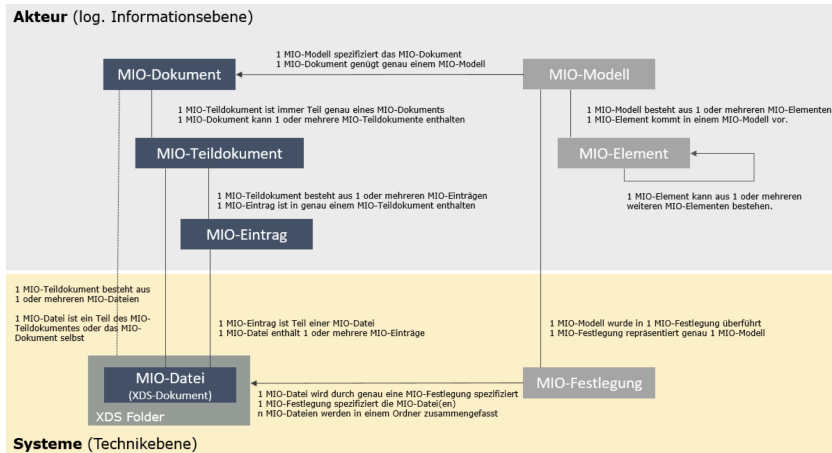 Akteur (log. Informationsebene)
1 MIO-Modell spezifiziert das MIO-Dokument
1 MIO-Dokument genügt genau einem MIO-Modell
MIO-Dokument
MIO-Modell
1 MIO-Teildokument ist immer Teil genau eines MIO-Dokuments
1 MIO-Dokument kann 1 oder mehrere MIO-Teildokumente enthalten
1 MIO-Modell besteht aus 1 oder mehreren MIO-Elementen
1 MIO-Element kommt in einem MIO-Modell vor.
MIO-Teildokument
MIO-Element
1 MIO-Teildokument besteht aus 1 oder mehreren MIO-Einträgen
1 MIO-Eintrag ist in genau einem MIO-Teildokument enthalten
1 MIO-Element kann aus 1 oder mehreren
weiteren MIO-Elementen bestehen.
MIO-Eintrag
1 MIO-Teildokument besteht aus
1 oder mehreren MIO-Dateien
1 MIO-Datei ist ein Teil des MIO-
Teildokumentes oder das MIO-
Dokument selbst
1 MIO-Eintrag ist Teil einer MIO-Datei
1 MIO-Datei enthält 1 oder mehrere MIO-Einträge
1 MIO-Modell wurde in 1 MIO-Festlegung überführt
1 MIO-Festlegung repräsentiert genau 1 MIO-Modell
MIO-Datei
(XDS-Dokument)
XDS Folder
MIO-Festlegung
1 MIO-Datei wird durch genau eine MIO-Festlegung spezifiziert
1 MIO-Festlegung spezifiziert die MIO-Datei(en)
n MIO-Dateien werden in einem Ordner zusammengefasst
Systeme (Technikebene)